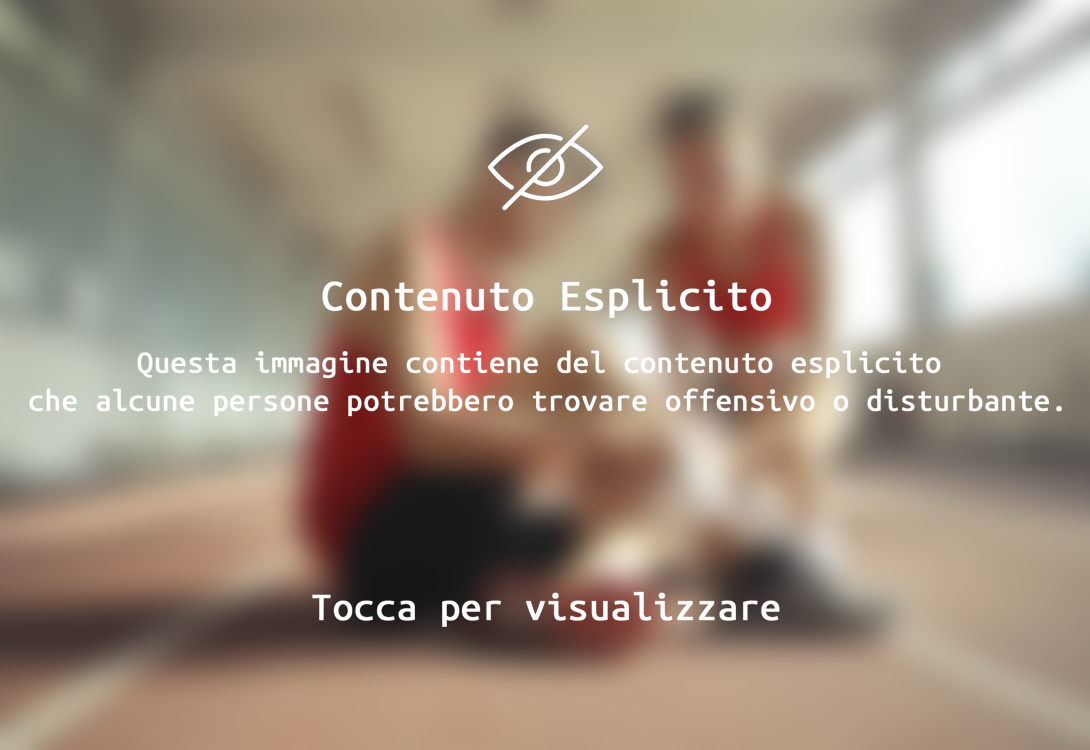 Contenuto Esplicito
Questa immagine contiene del contenuto esplicito
che alcune persone potrebbero trovare offensivo o disturbante.
Tocca per visualizzare